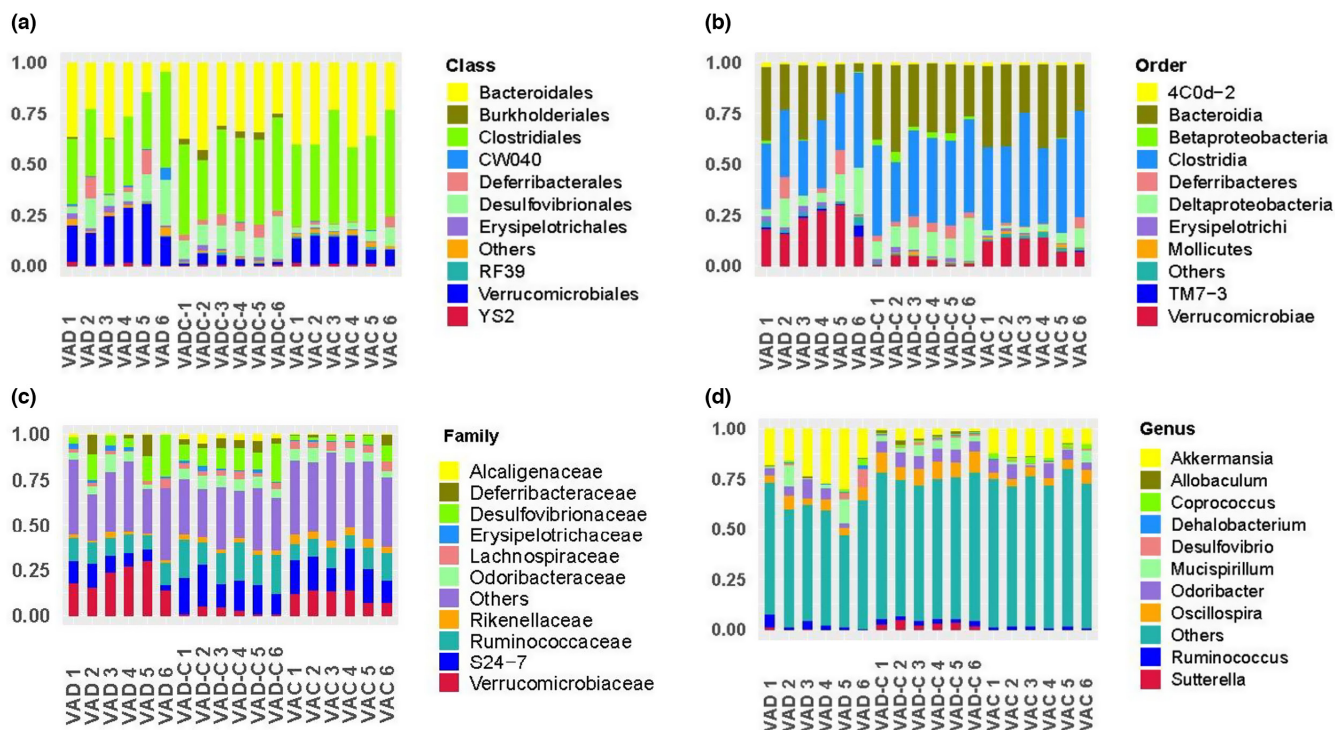 (a)
1.00
0.75
0.50
0.25
0.00
VAD 1
VAD 2
VAD 3
VAD 4
VAD 5
VAD 6
VADC-1
VADC-2
VADC-3
VADC-4
VADC-5
VADC-6
VAC 1
VAC 2
VAC 3
VAC 4
VAC 5
VAC 6
Class
Bacteroidales
Burkholderiales
Clostridiales
CW040
Deferribacterales
Desulfovibrionales
Erysipelotrichales
Others
RF39
Verrucomicrobiales
YS2
(b)
1.00
0.75
0.50
0.25
0.00
VAD 1
VAD 2
VAD 3
VAD 4
VAD 5
VAD 6
VAD-C 1
VAD-C 2
VAD-C 3
VAD-C 4
VAD-C 5
VAD-C 6
VAC 1
VAC 2
VAC 3
VAC 4
VAC 5
VAC 6
Order
4C0d-2
Bacteroidia
Betaproteobacteria
Clostridia
Deferribacteres
Deltaproteobacteria
Erysipelotrichi
Mollicutes
Others
TM7-3
Verrucomicrobiae
(c)
1.00
0.75
0.50
0.25
0.00
VAD 1
VAD 2
VAD 3
VAD 4
VAD 5
VAD 6
VAD-C 1
VAD-C 2
VAD-C 3
VAD-C 4
VAD-C 5
VAD-C 6
VAC 1
VAC 2
VAC 3
VAC 4
VAC 5
VAC 6
Family
Alcaligenaceae
Deferribacteraceae
Desulfovibrionaceae
Erysipelotrichaceae
Lachnospiraceae
Odoribacteraceae
Others
Rikenellaceae
Ruminococcaceae
S24-7
Verrucomicrobiaceae
(d)
1.00
0.75
0.50
0.25
0.00
VAD 1
VAD 2
VAD 3
VAD 4
VAD 5
VAD 6
VAD-C 1
VAD-C 2
VAD-C 3
VAD-C 4
VAD-C 5
VAD-C 6
VAC 1
VAC 2
VAC 3
VAC 4
VAC 5
VAC 6
Genus
Akkermansia
Allobaculum
Coprococcus
Dehalobacterium
Desulfovibrio
Mucispirillum
Odoribacter
Oscillospira
Others
Ruminococcus
Sutterella